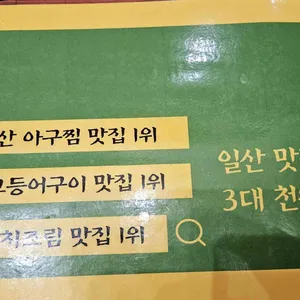 산 아구찜 맛집 1위
고등어구이 맛집 1위
치조림 맛집 1위
일산 맛
3대 천